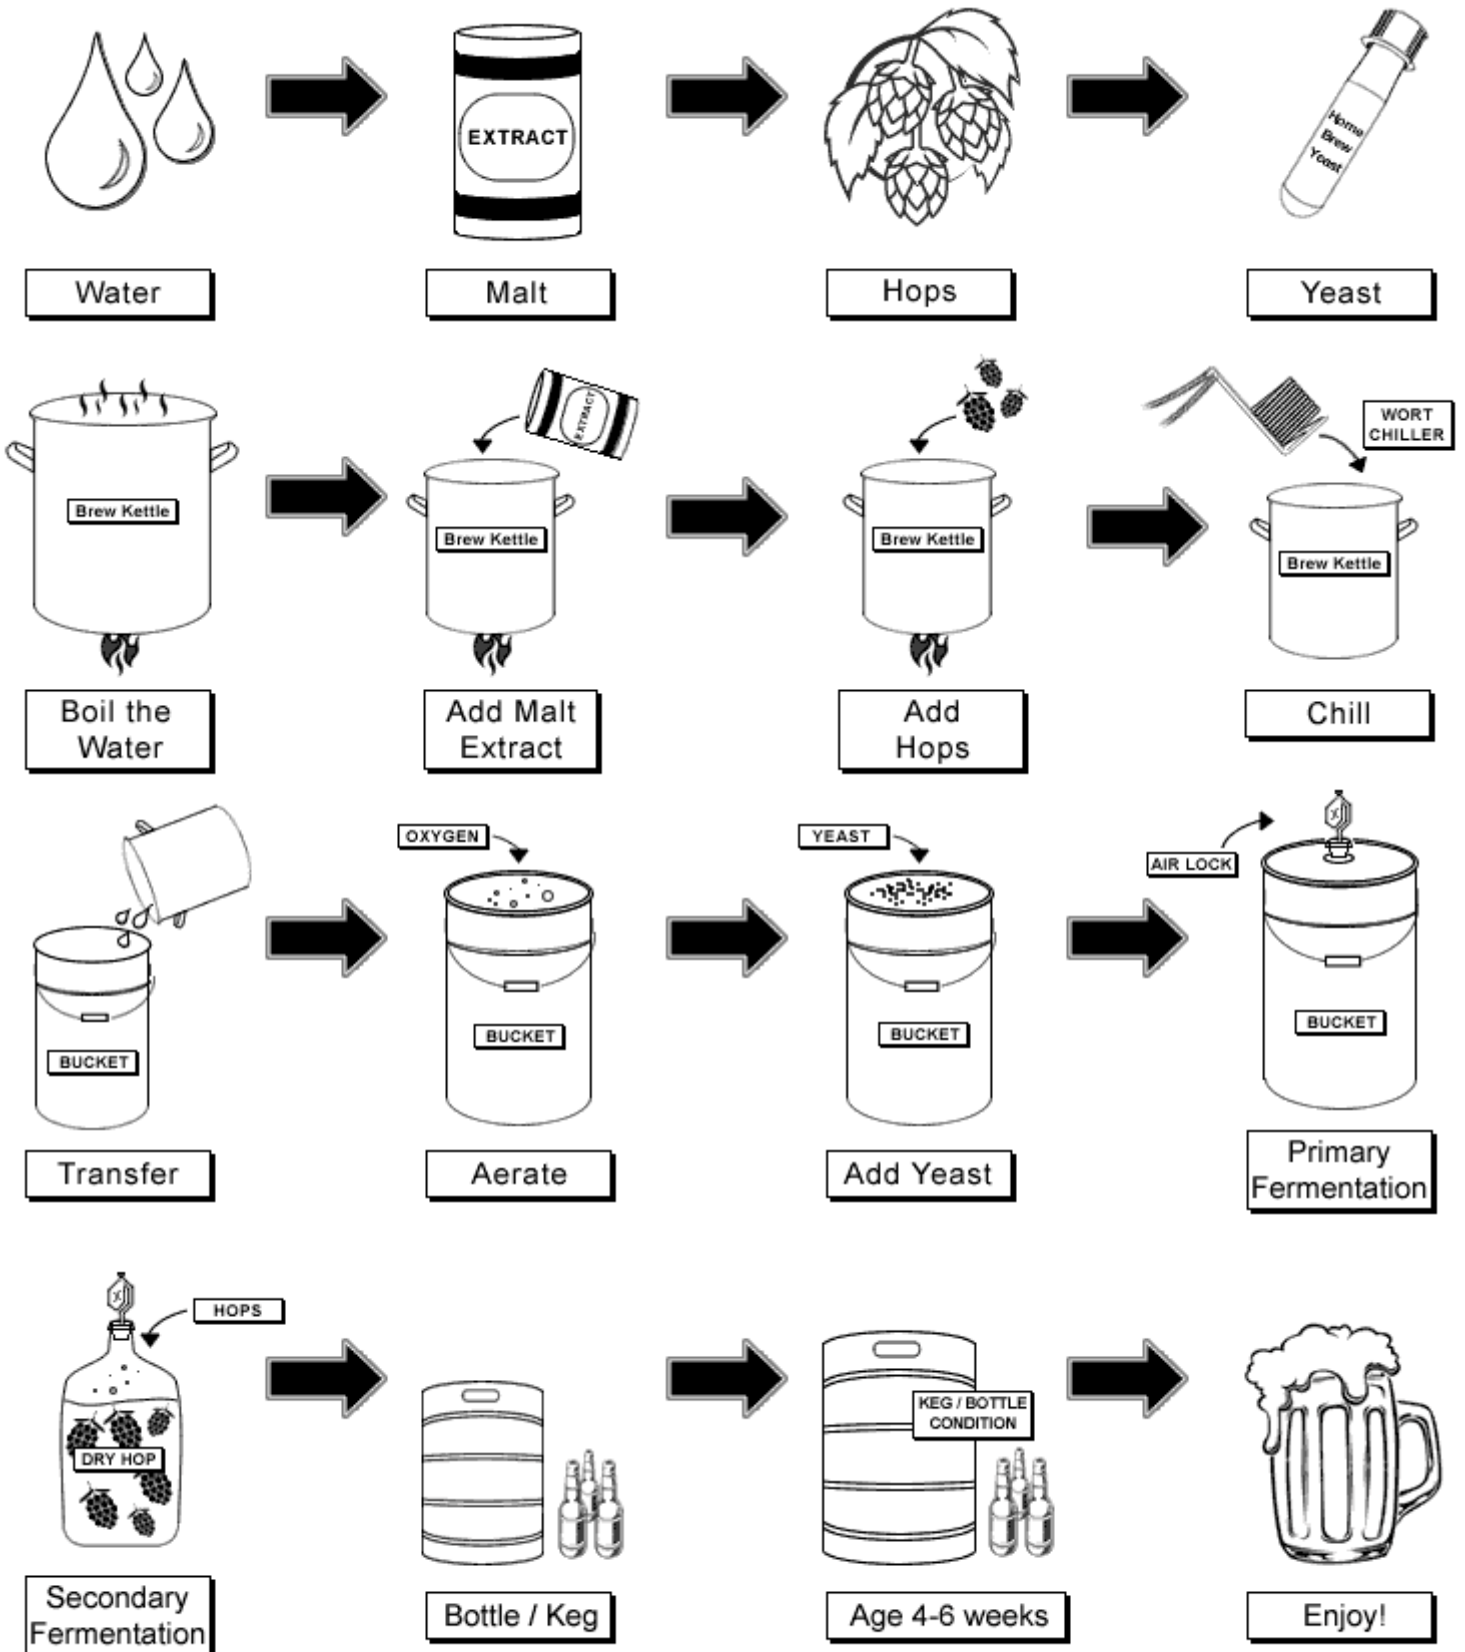 EXTRACT
Home
Brew
Yeast
Water
Malt
Hops
Yeast
Brew Kettle
EXTRACT
Brew Kettle
Brew Kettle
WORT
CHILLER
Brew Kettle
Boil the
Water
Add Malt
Extract
Add
Hops
Chill
BUCKET
OXYGEN
BUCKET
YEAST
BUCKET
AIR LOCK
BUCKET
Transfer
Aerate
Add Yeast
Primary
Fermentation
HOPS
DRY HOP
KEG / BOTTLE
CONDITION
Secondary
Fermentation
Bottle / Keg
Age 4-6 weeks
Enjoy!